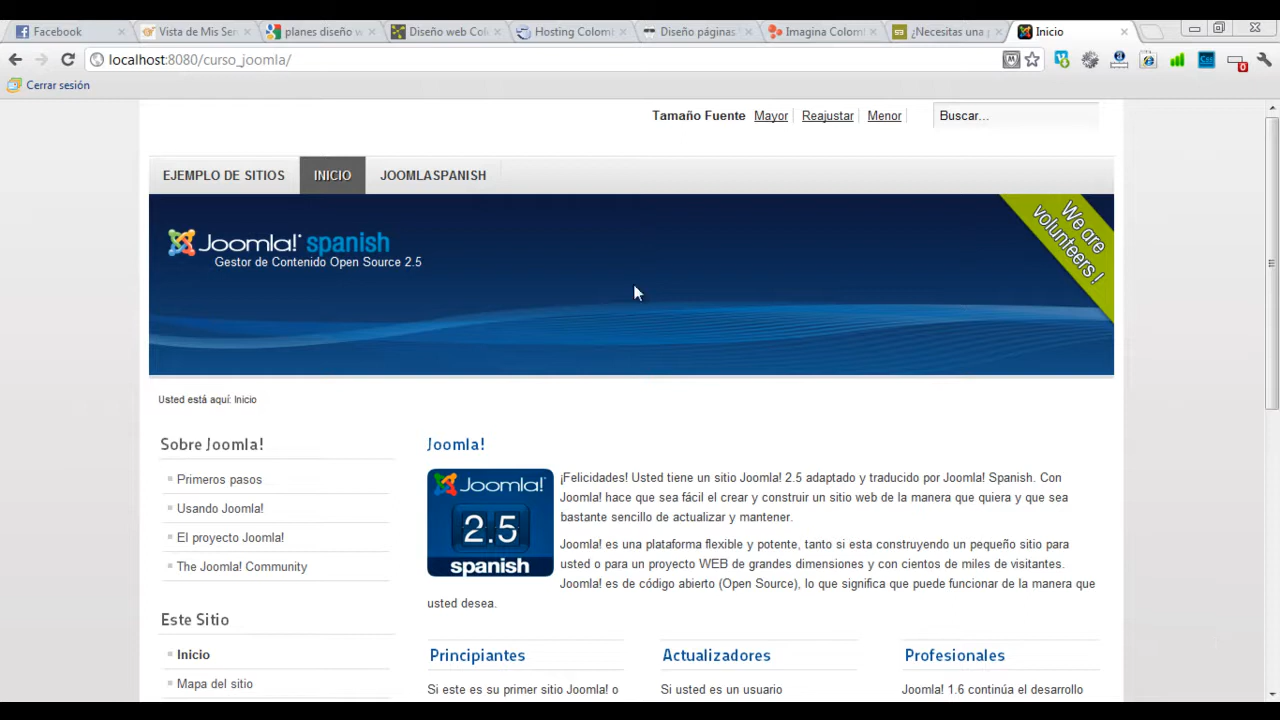 Facebook
Vista de Mis Ser
planes diseño w
Diseño web Col
Hosting Colomb
Diseño páginas
Imagina Colom
¿Necesitas una p
Inicio
localhost:8080/curso_joomla/
Cerrar sesión
Tamaño Fuente Mayor Reajustar Menor
Buscar...
EJEMPLO DE SITIOS INICIO JOOMLASPANISH
Joomla! spanish
Gestor de Contenido Open Source 2.5
We are
volunteers!
Usted está aquí: Inicio
Sobre Joomla!
Primeros pasos
Usando Joomla!
El proyecto Joomla!
The Joomla! Community
Este Sitio
Inicio
Mapa del sitio
Joomla!
Joomla!
2.5
spanish
¡Felicidades! Usted tiene un sitio Joomla! 2.5 adaptado y traducido por Joomla! Spanish. Con
Joomla! hace que sea fácil el crear y construir un sitio web de la manera que quiera y que sea
bastante sencillo de actualizar y mantener.
Joomla! es una plataforma flexible y potente, tanto si esta construyendo un pequeño sitio para
usted o para un proyecto WEB de grandes dimensiones y con cientos de miles de visitantes.
Joomla! es de código abierto (Open Source), lo que significa que puede funcionar de la manera que
usted desea.
Principiantes
Si este es su primer sitio Joomla! o
Actualizadores
Si usted es un usuario
Profesionales
Joomla! 1.6 continúa el desarrollo